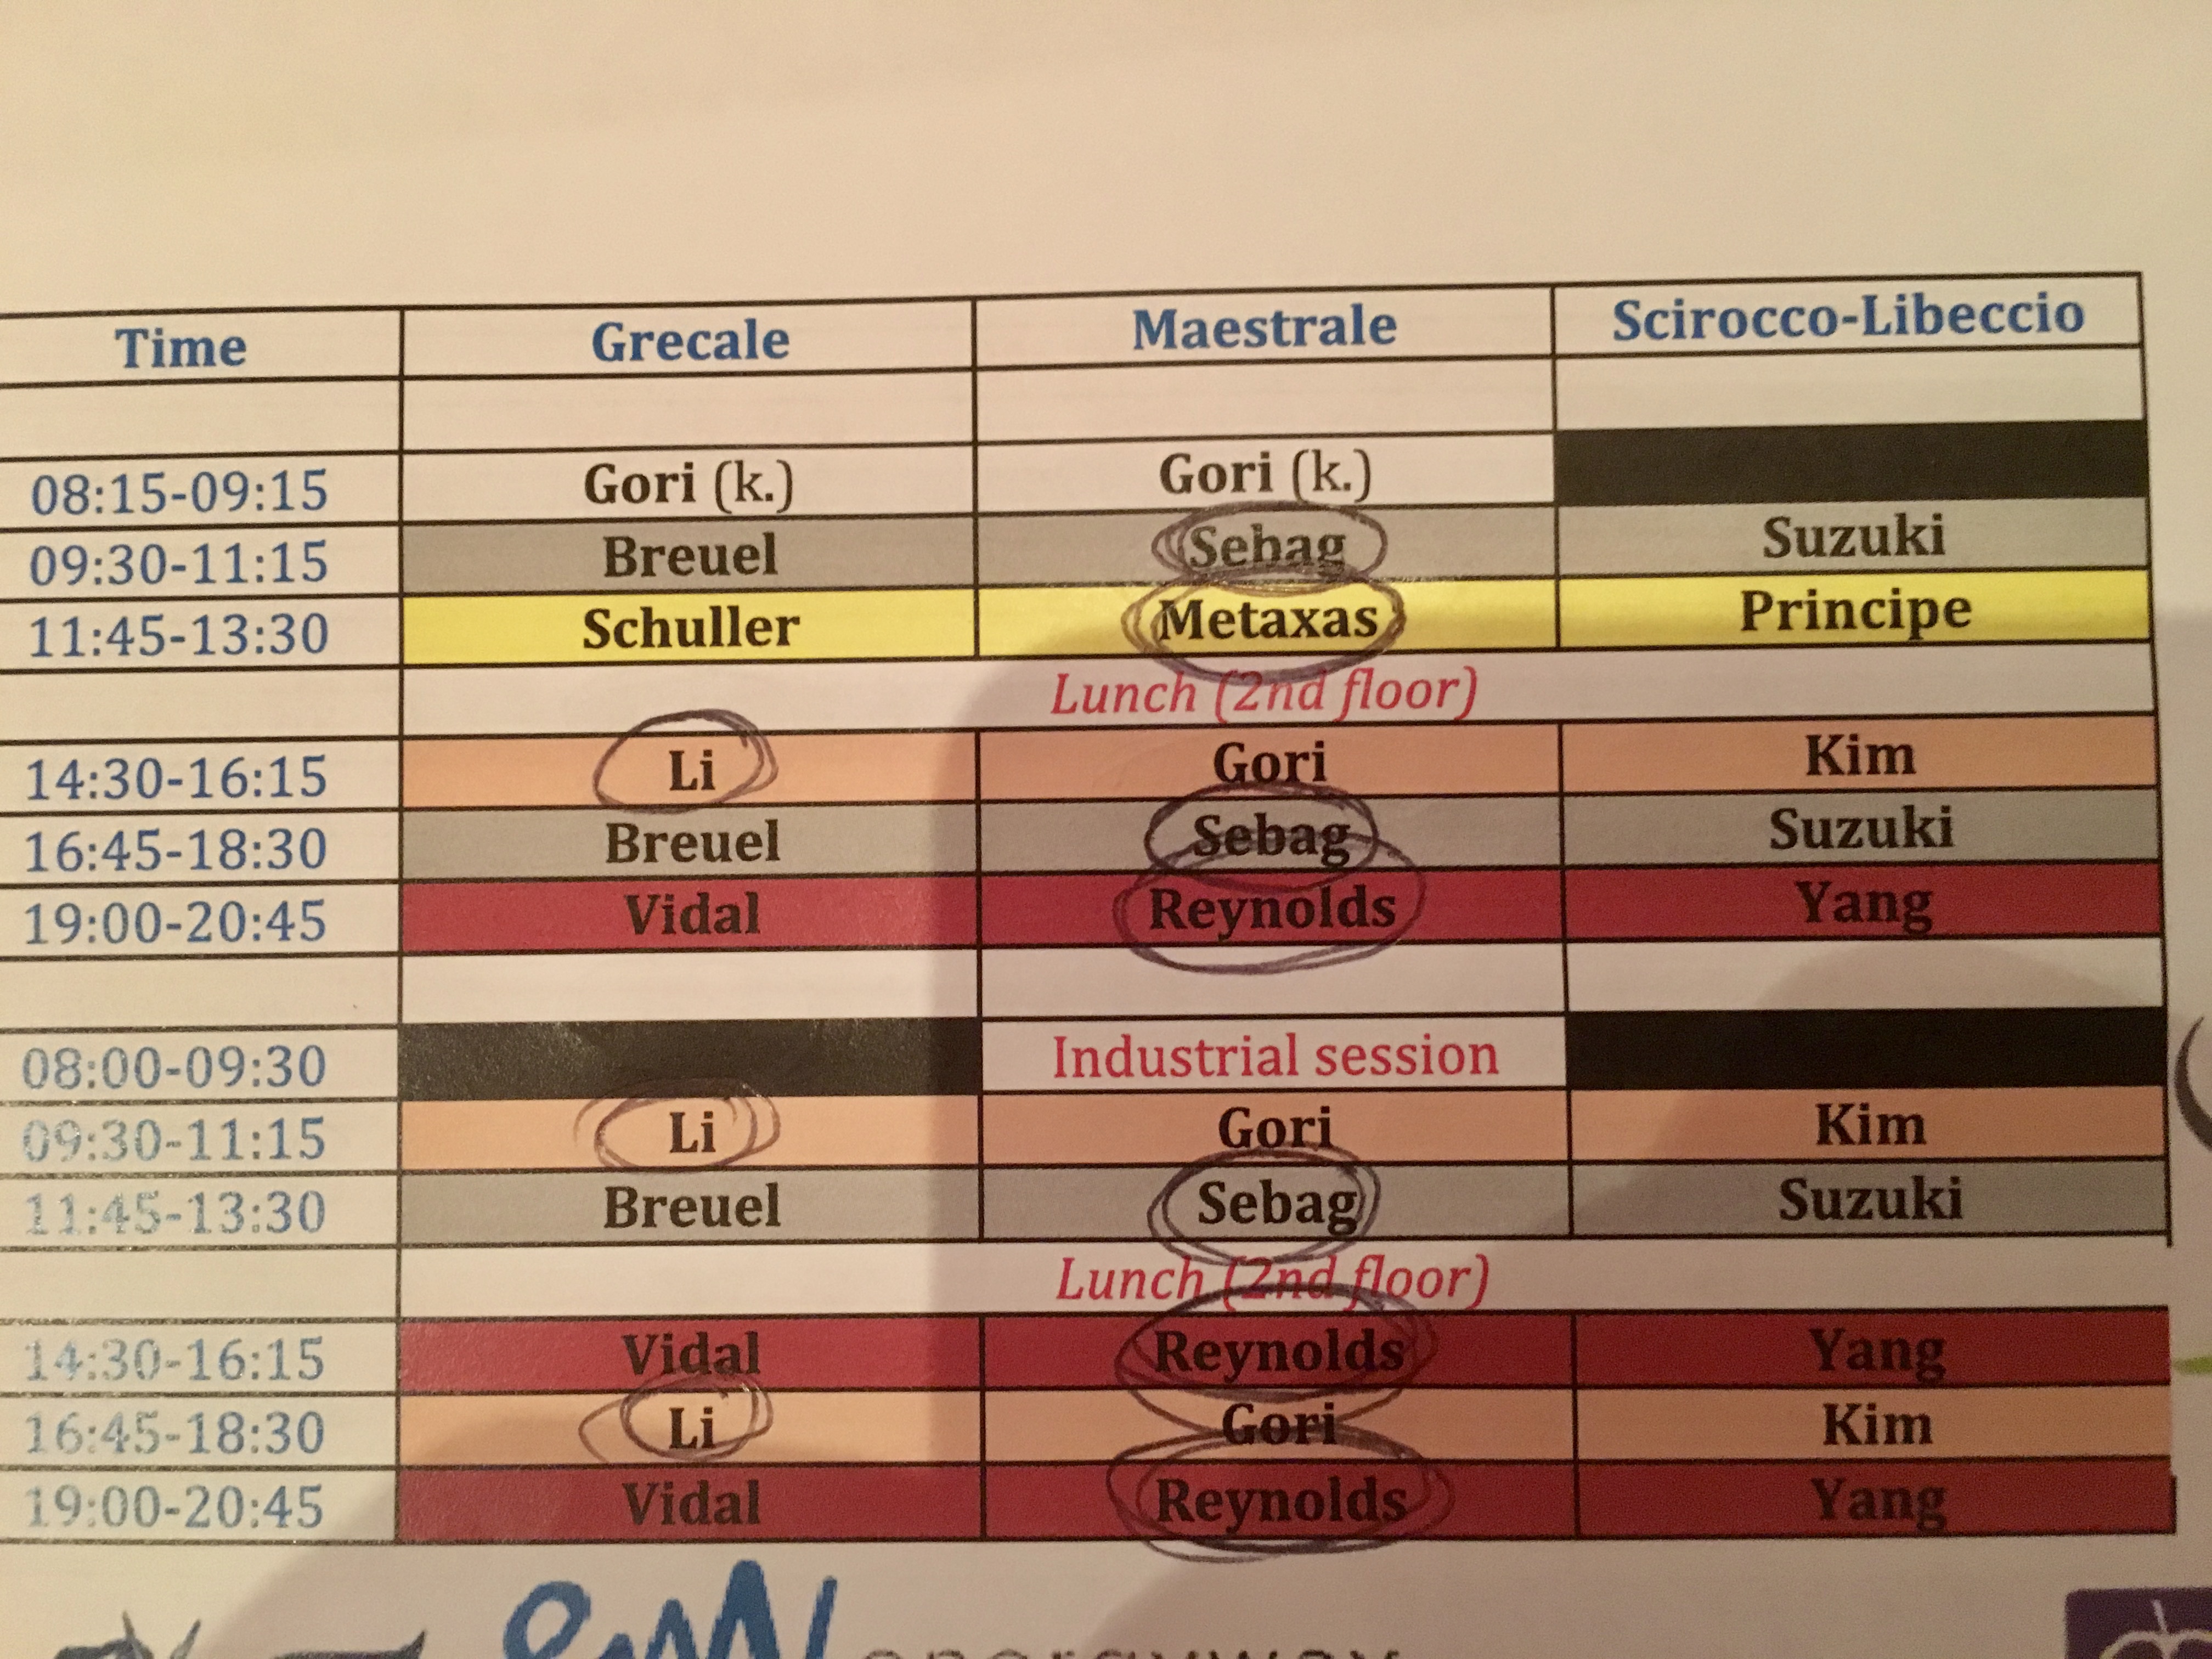 Time Grecale Maestrale Scirocco-Libeccio
08:15-09:15 Gori (k.) Gori (k.)
09:30-11:15 Breuel Sebag Suzuki
11:45-13:30 Schuller Metaxas Principe
Lunch (2nd floor)
14:30-16:15 Li Gori Kim
16:45-18:30 Breuel Sebag Suzuki
19:00-20:45 Vidal Reynolds Yang
08:00-09:30 Industrial session
09:30-11:15 Li Gori Kim
11:45-13:30 Breuel Sebag Suzuki
Lunch (2nd floor)
14:30-16:15 Vidal Reynolds Yang
16:45-18:30 Li Gori Kim
19:00-20:45 Vidal Reynolds Yang